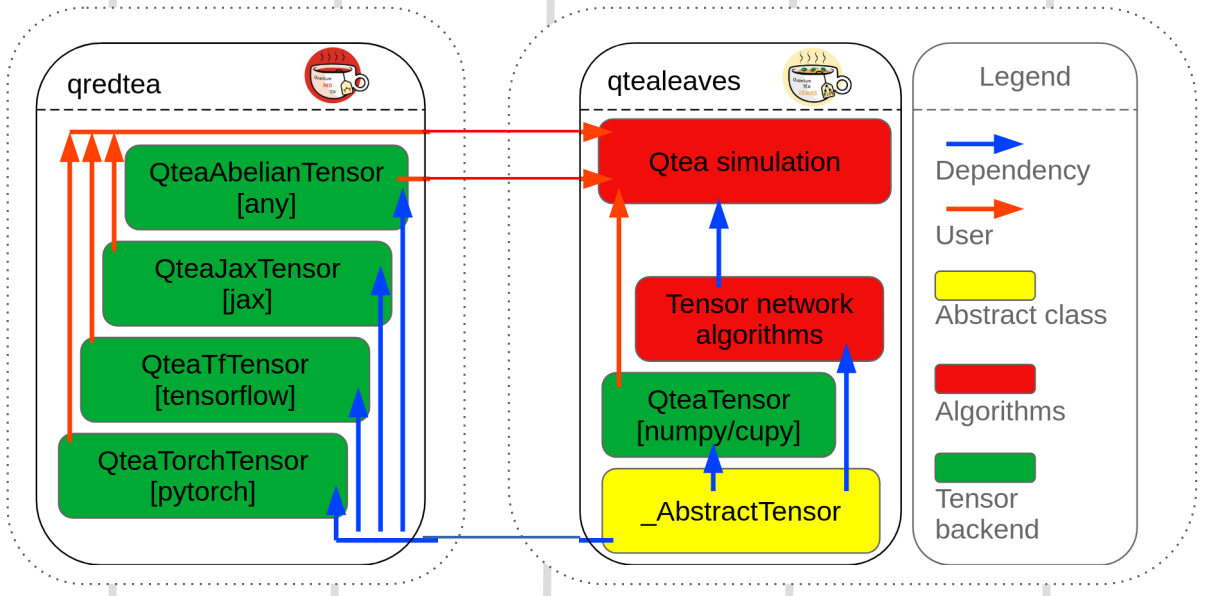 qredtea
QteaAbelianTensor
[any]
QteaJaxTensor
[jax]
QteaTfTensor
[tensorflow]
QteaTorchTensor
[pytorch]
qtealeaves
Qtea simulation
Tensor network
algorithms
QteaTensor
[numpy/cupy]
_AbstractTensor
Legend
Dependency
User
Abstract class
Algorithms
Tensor
backend